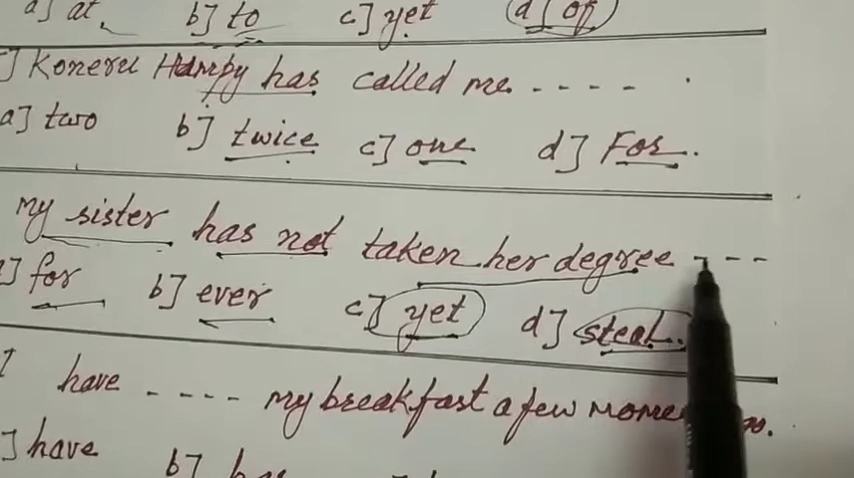 a] at b] to c] yet d] of
] Koneru Humpy has called me. - - - - .
a] two b] twice c] one d] For.
my sister has not taken her degree - - -
] for b] ever c] yet d] steal.
I have - - - - my breakfast a few
] have b]